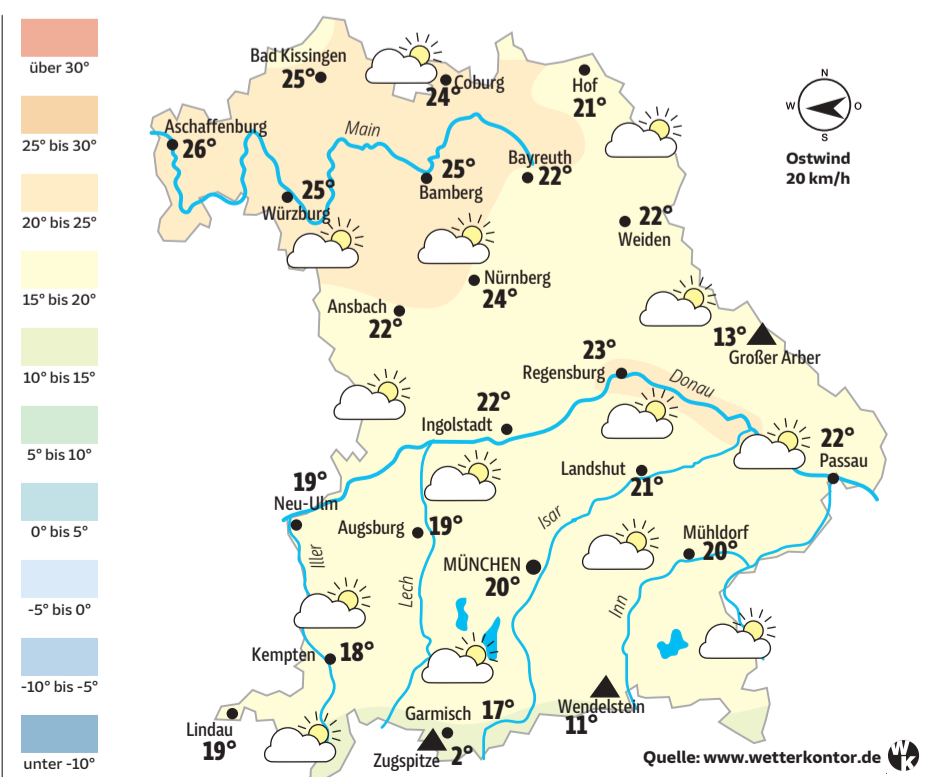 über 30°
25° bis 30°
20° bis 25°
15° bis 20°
10° bis 15°
5° bis 10°
0° bis 5°
-5° bis 0°
-10° bis -5°
unter -10°
Bad Kissingen
25°
Coburg
24°
Hof
21°
N
W
O
S
Ostwind
20 km/h
Aschaffenburg
26°
Main
25°
Würzburg
25°
Bamberg
Bayreuth
22°
22°
Weiden
Nürnberg
24°
Ansbach
22°
13°
Großer Arber
23°
Regensburg
Donau
22°
Ingolstadt
22°
Passau
Landshut
21°
19°
Neu-Ulm
Augsburg
19°
Isar
Mühldorf
20°
MÜNCHEN
20°
Iller
Lech
Inn
Kempten
18°
Lindau
19°
Garmisch
17°
Zugspitze
2°
Wendelstein
11°
Quelle: www.wetterkontor.de
WK